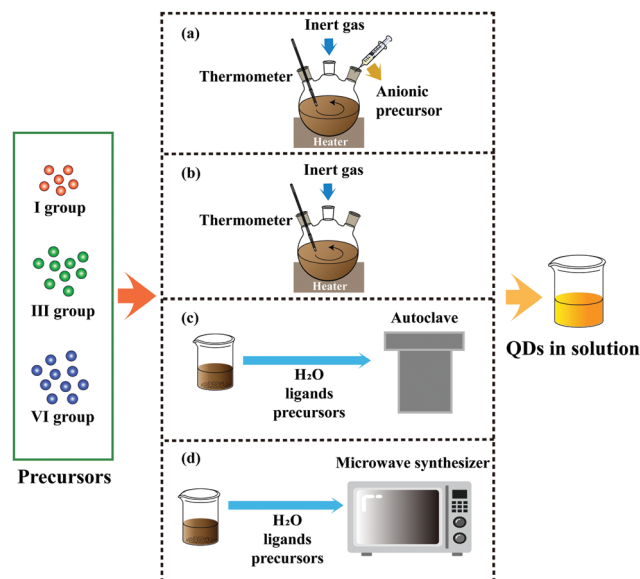 (a)
Inert gas
Thermometer
Anionic
precursor
Heater
(b)
Inert gas
Thermometer
Heater
I group
III group
VI group
Precursors
(c)
Autoclave
H₂O
ligands
precursors
QDs in solution
(d)
Microwave synthesizer
H₂O
ligands
precursors